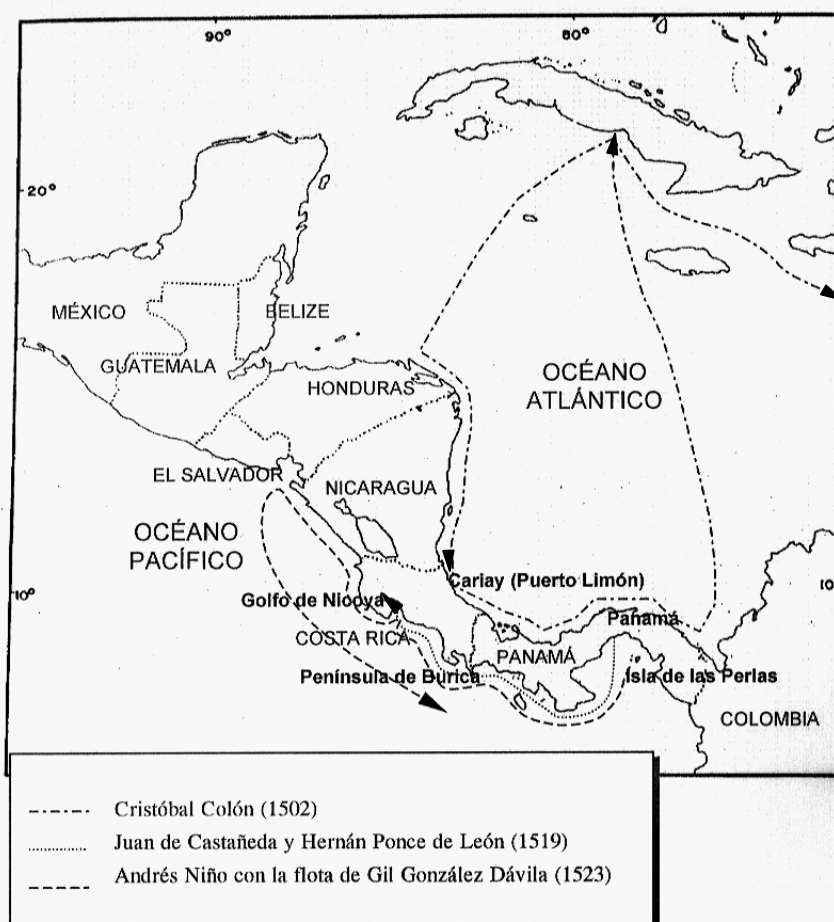 90°
80°
20°
MÉXICO
BELIZE
GUATEMALA
HONDURAS
OCÉANO
ATLÁNTICO
EL SALVADOR
NICARAGUA
OCÉANO
PACÍFICO
Cariay (Puerto Limón)
10°
10
Golfo de Nicoya
Panamá
COSTA RICA
PANAMÁ
Península de Burica
Isla de las Perlas
COLOMBIA
Cristóbal Colón (1502)
Juan de Castañeda y Hernán Ponce de León (1519)
Andrés Niño con la flota de Gil González Dávila (1523)